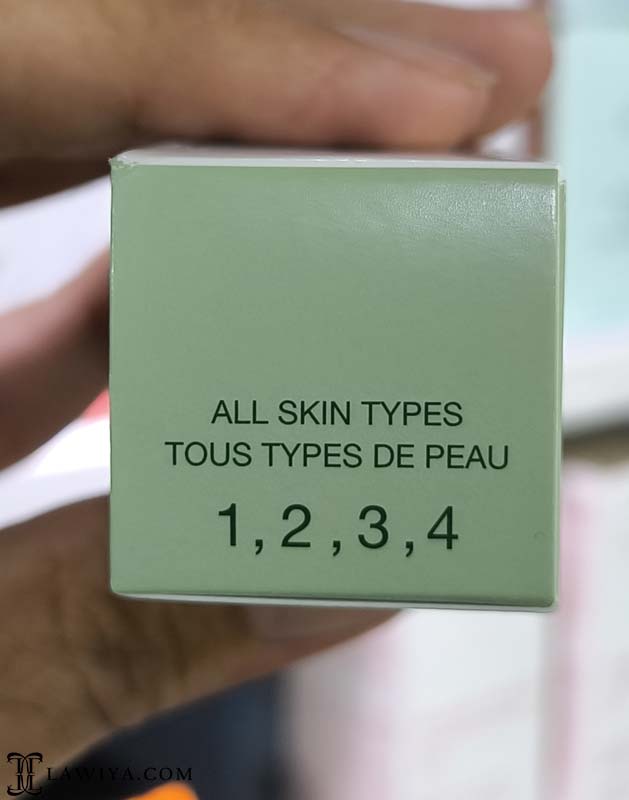 ALL SKIN TYPES
TOUS TYPES DE PEAU
1, 2, 3, 4
LAWIYA.COM